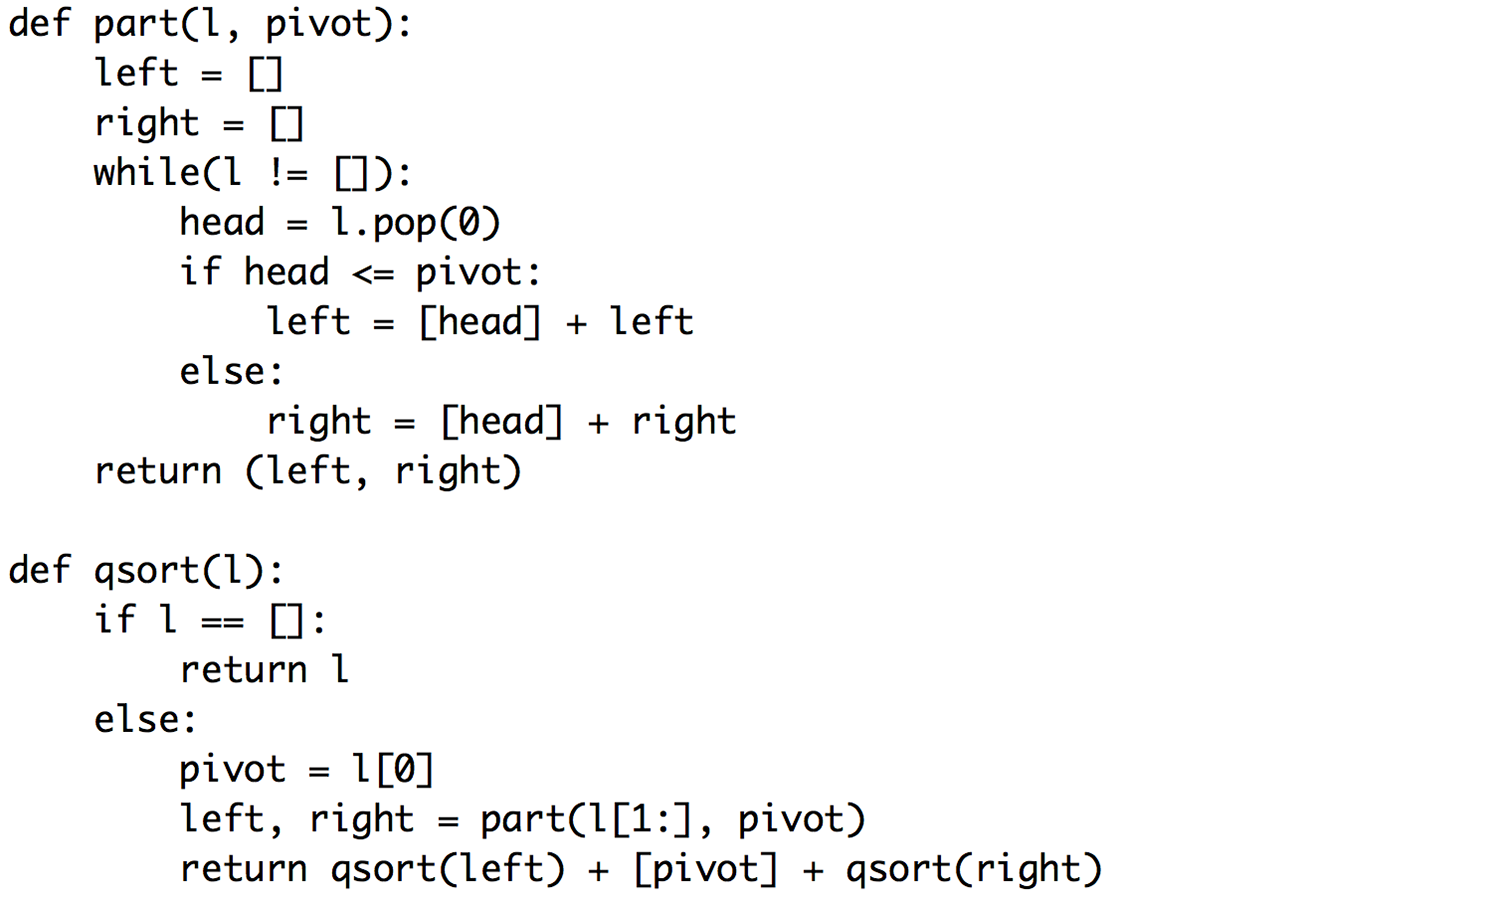 def part(l, pivot):
    left = []
    right = []
    while(l != []):
        head = l.pop(0)
        if head <= pivot:
            left = [head] + left
        else:
            right = [head] + right
    return (left, right)

def qsort(l):
    if l == []:
        return l
    else:
        pivot = l[0]
        left, right = part(l[1:], pivot)
        return qsort(left) + [pivot] + qsort(right)